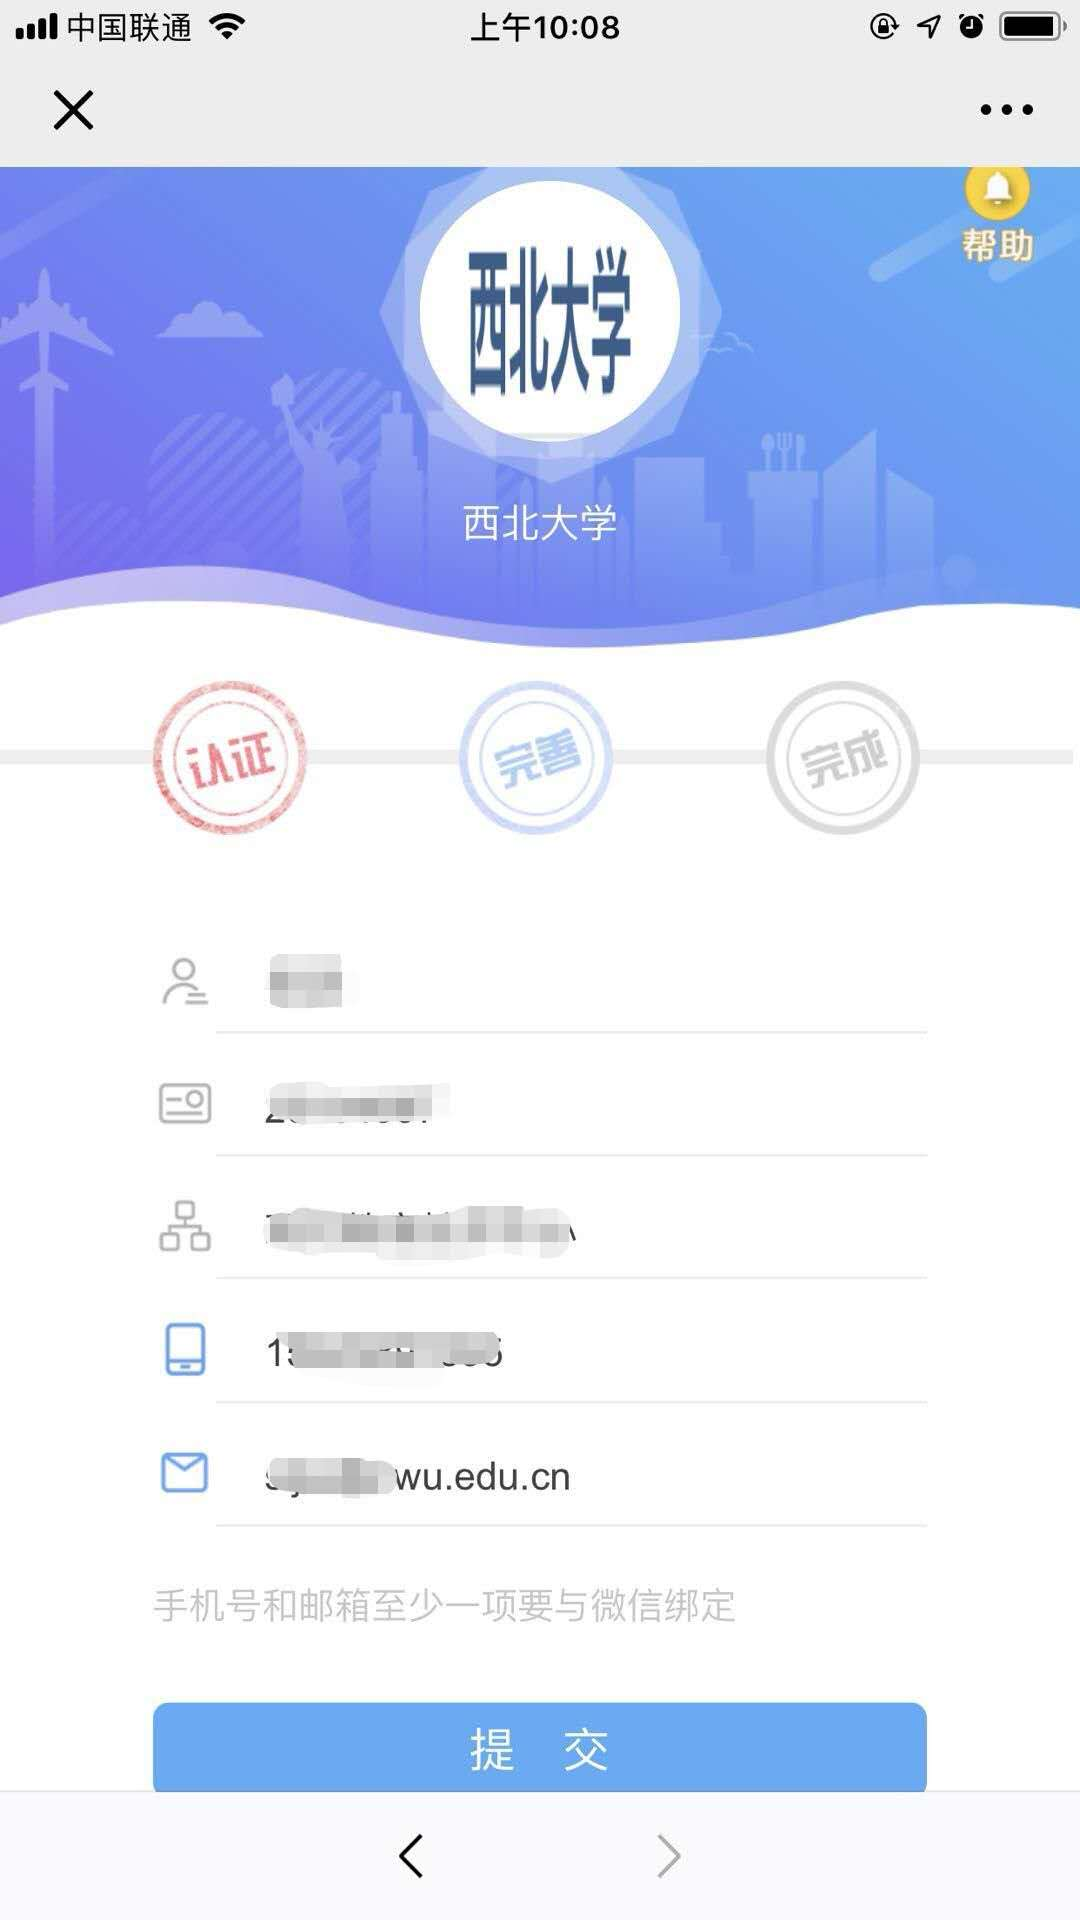 中国联通
上午10:08
帮助
西北大学
西北大学
认证
完善
完成
wu.edu.cn
手机号和邮箱至少一项要与微信绑定
提 交